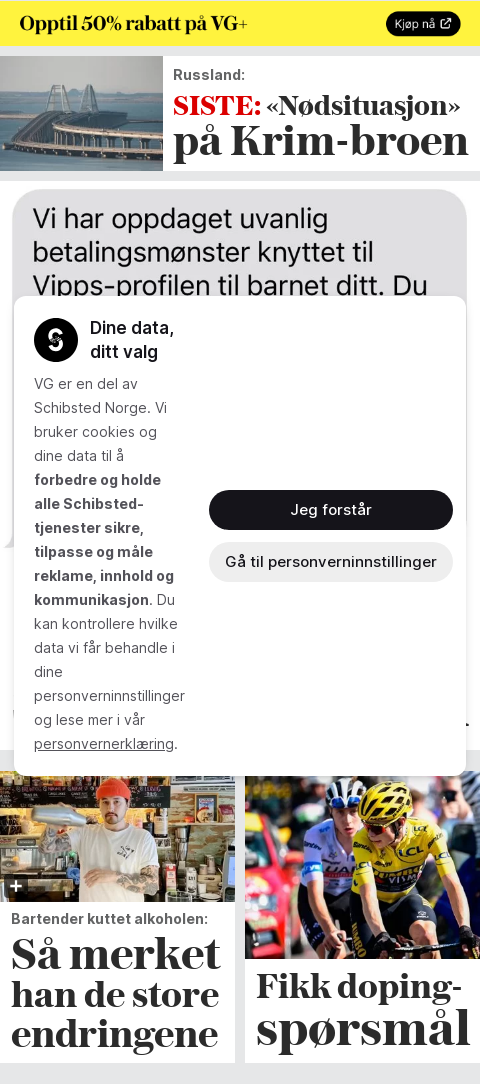 Opptil 50% rabatt på VG+
Kjøp nå
Russland:
SISTE: «Nødsituasjon»
på Krim-broen
Vi har oppdaget uvanlig
betalingsmønster knyttet til
Vipps-profilen til barnet ditt. Du
Dine data,
ditt valg
VG er en del av
Schibsted Norge. Vi
bruker cookies og
dine data til å
forbedre og holde
alle Schibsted-
tjenester sikre,
tilpasse og måle
reklame, innhold og
kommunikasjon. Du
kan kontrollere hvilke
data vi får behandle i
dine
personverninnstillinger
og lese mer i vår
personvernerklæring.
Jeg forstår
Gå til personverninnstillinger
Bartender kuttet alkoholen:
Så merket
han de store
endringene
Fikk doping-
spørsmål